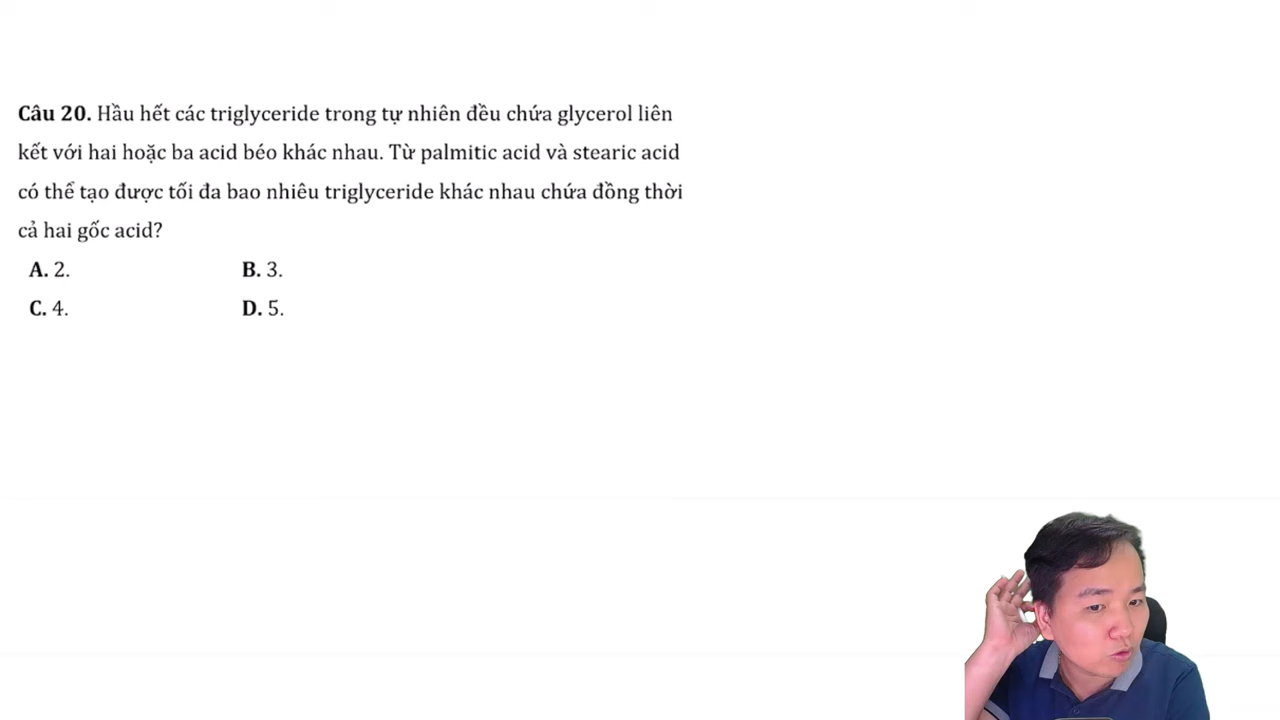 Câu 20. Hầu hết các triglyceride trong tự nhiên đều chứa glycerol liên
kết với hai hoặc ba acid béo khác nhau. Từ palmitic acid và stearic acid
có thể tạo được tối đa bao nhiêu triglyceride khác nhau chứa đồng thời
cả hai gốc acid?
A. 2. B. 3.
C. 4. D. 5.